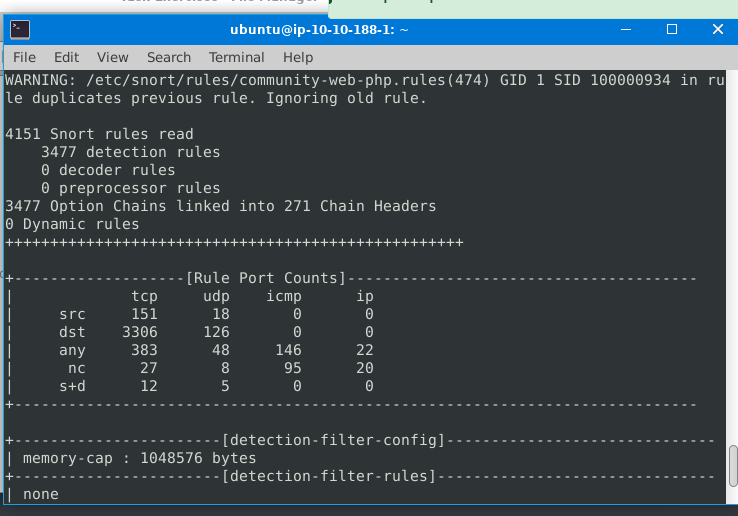 ubuntu@ip-10-10-188-1: ~
File Edit View Search Terminal Help
WARNING: /etc/snort/rules/community-web-php.rules(474) GID 1 SID 100000934 in ru
le duplicates previous rule. Ignoring old rule.
4151 Snort rules read
    3477 detection rules
    0 decoder rules
    0 preprocessor rules
3477 Option Chains linked into 271 Chain Headers
0 Dynamic rules
+++++++++++++++++++++++++++++++++++++++++++++++++++
+-------------------[Rule Port Counts]---------------------------------------
|             tcp     udp    icmp      ip
|     src     151      18       0       0
|     dst    3306     126       0       0
|     any     383      48     146      22
|      nc      27       8      95      20
|     s+d      12       5       0       0
+----------------------------------------------------------------------------
+-----------------------[detection-filter-config]------------------------------
| memory-cap : 1048576 bytes
+-----------------------[detection-filter-rules]-------------------------------
| none